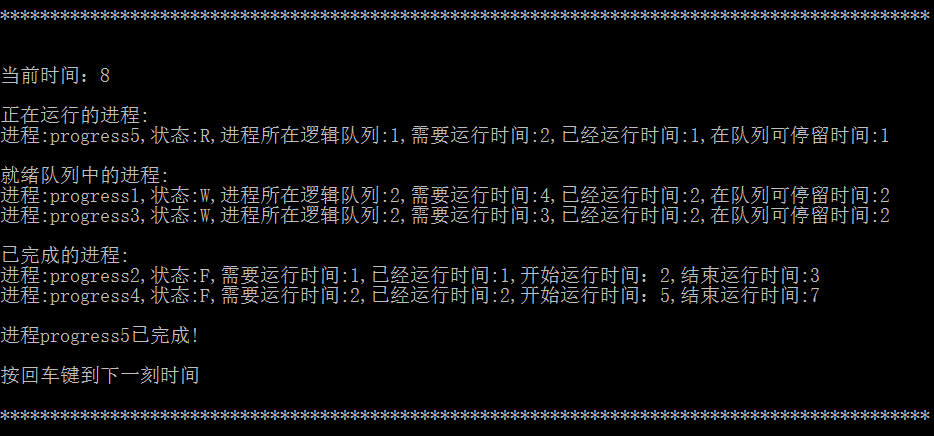 *********************************************************************************************
当前时间：8
正在运行的进程:
进程:progress5,状态:R,进程所在逻辑队列:1,需要运行时间:2,已经运行时间:1,在队列可停留时间:1
就绪队列中的进程:
进程:progress1,状态:W,进程所在逻辑队列:2,需要运行时间:4,已经运行时间:2,在队列可停留时间:2
进程:progress3,状态:W,进程所在逻辑队列:2,需要运行时间:3,已经运行时间:2,在队列可停留时间:2
已完成的进程:
进程:progress2,状态:F,需要运行时间:1,已经运行时间:1,开始运行时间：2,结束运行时间:3
进程:progress4,状态:F,需要运行时间:2,已经运行时间:2,开始运行时间：5,结束运行时间:7
进程progress5已完成!
按回车键到下一刻时间
*********************************************************************************************